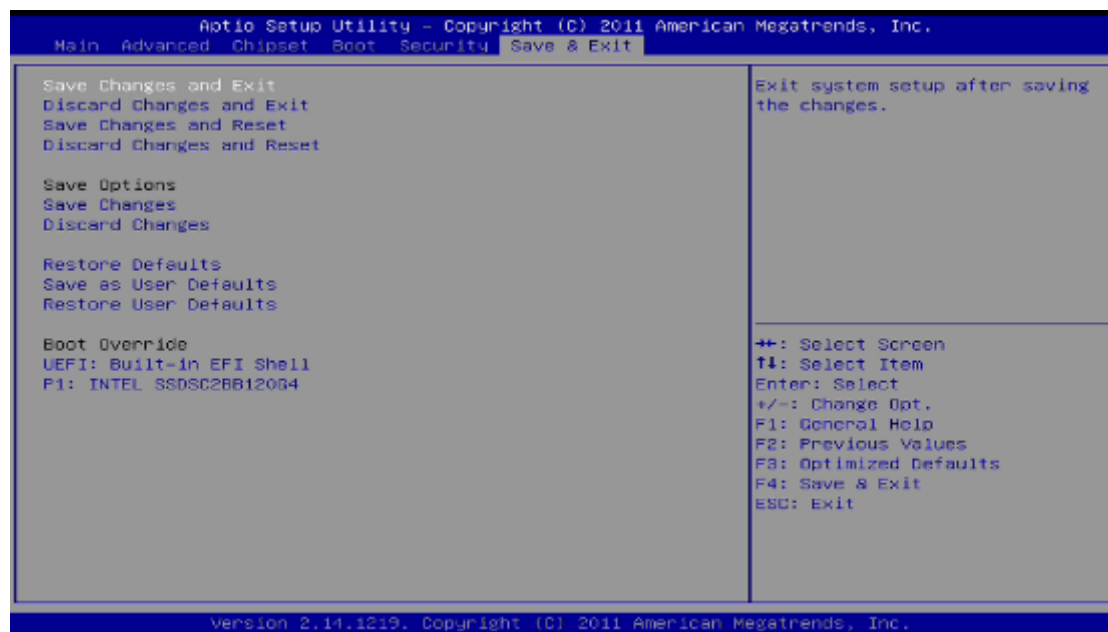 Aptio Setup Utility – Copyright (C) 2011 American Megatrends, Inc.
Main Advanced Chipset Boot Security Save & Exit
Save Changes and Exit
Discard Changes and Exit
Save Changes and Reset
Discard Changes and Reset
Save Options
Save Changes
Discard Changes
Restore Defaults
Save as User Defaults
Restore User Defaults
Boot Override
UEFI: Built-in EFI Shell
P1: INTEL SSDSC2BB120G4
Exit system setup after saving
the changes.
→←: Select Screen
↑↓: Select Item
Enter: Select
+/-: Change Opt.
F1: General Help
F2: Previous Values
F3: Optimized Defaults
F4: Save & Exit
ESC: Exit
Version 2.14.1219. Copyright (C) 2011 American Megatrends, Inc.